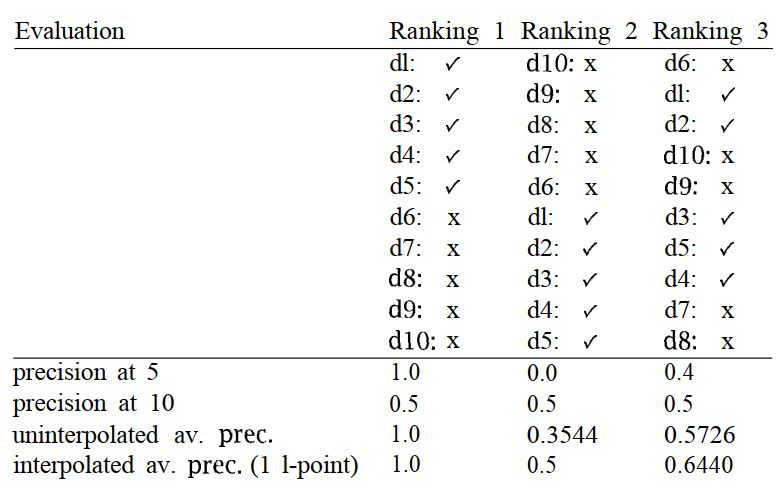 Evaluation Ranking 1 Ranking 2 Ranking 3
dl: ✓ d10: x d6: x
d2: ✓ d9: x dl: ✓
d3: ✓ d8: x d2: ✓
d4: ✓ d7: x d10: x
d5: ✓ d6: x d9: x
d6: x dl: ✓ d3: ✓
d7: x d2: ✓ d5: ✓
d8: x d3: ✓ d4: ✓
d9: x d4: ✓ d7: x
d10: x d5: ✓ d8: x
precision at 5 1.0 0.0 0.4
precision at 10 0.5 0.5 0.5
uninterpolated av. prec. 1.0 0.3544 0.5726
interpolated av. prec. (1 l-point) 1.0 0.5 0.6440